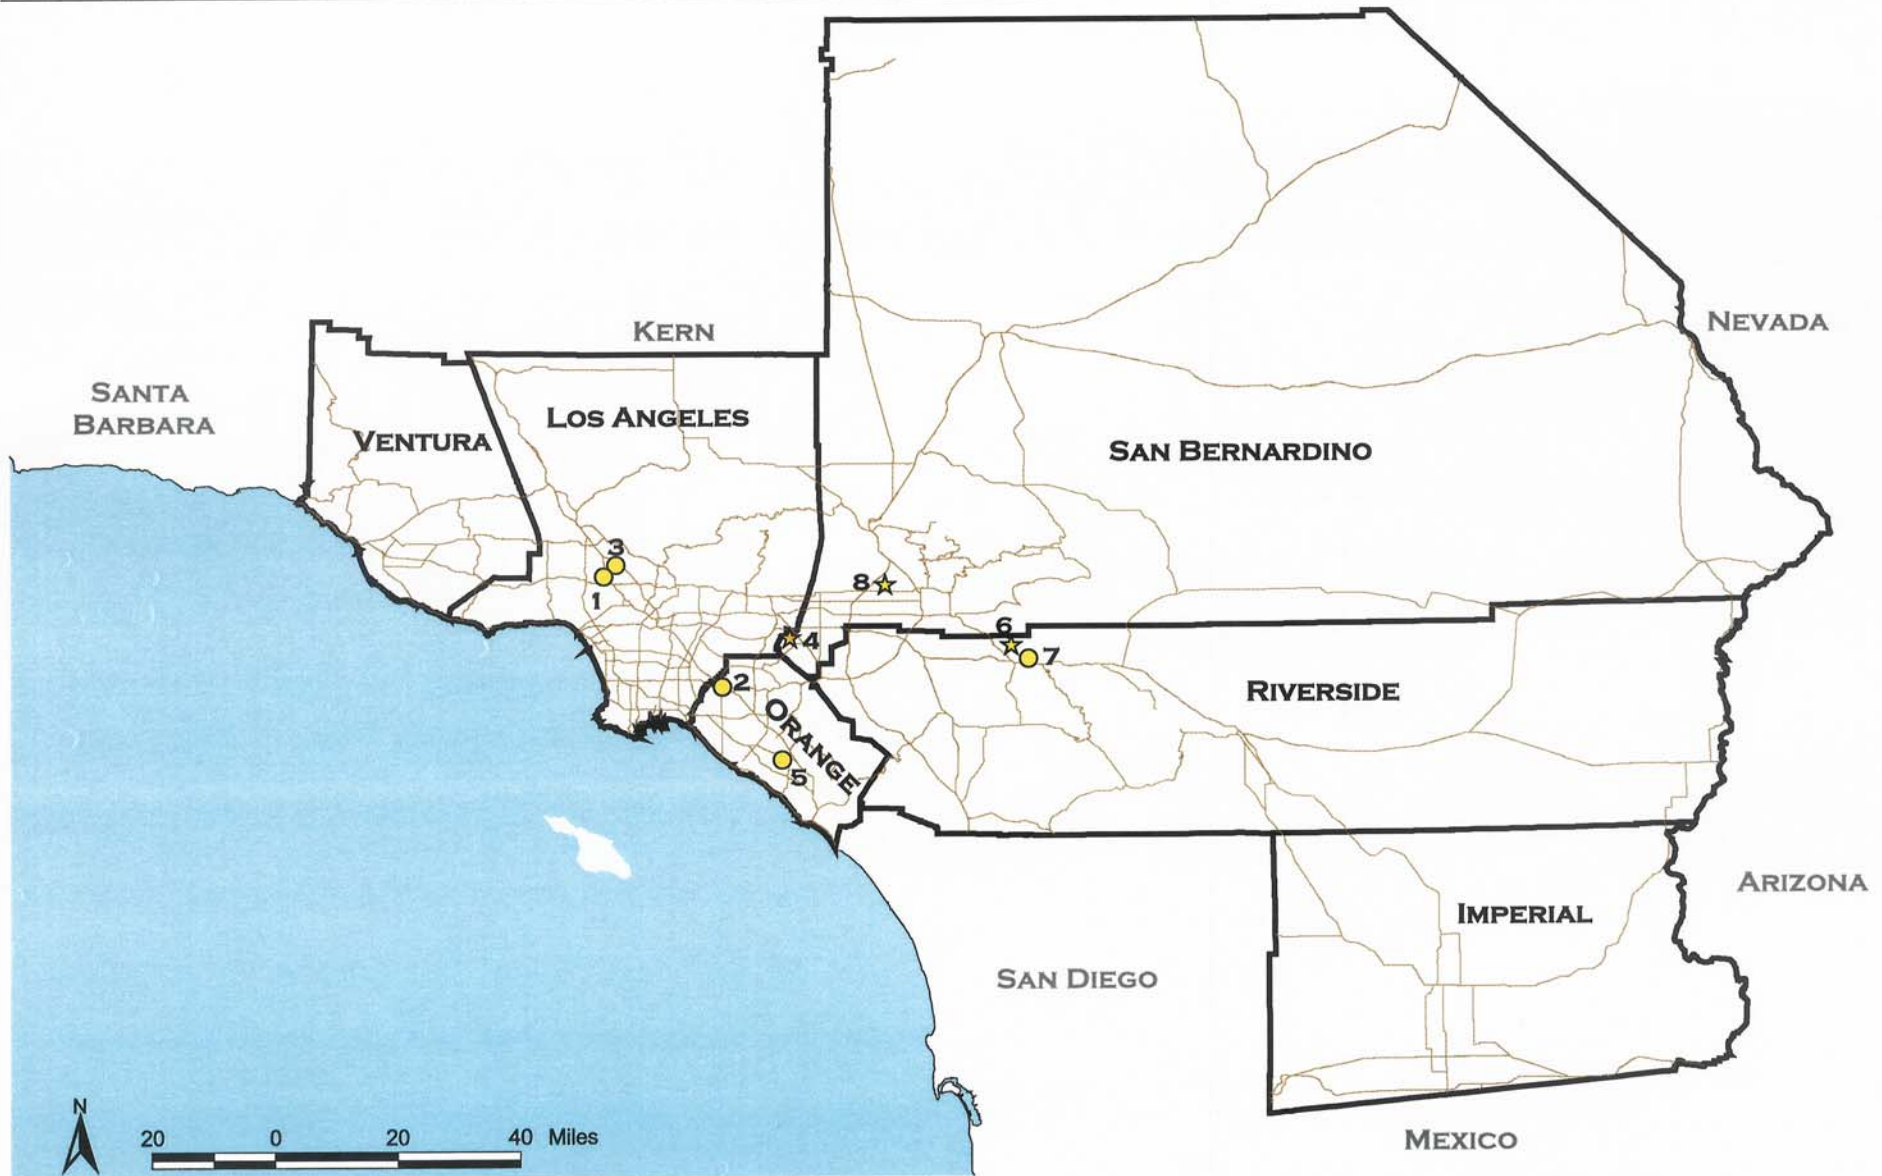 KERN
NEVADA
SANTA
BARBARA
LOS ANGELES
VENTURA
SAN BERNARDINO
3
8
1
6
4
7
2
RIVERSIDE
ORANGE
5
ARIZONA
IMPERIAL
SAN DIEGO
N
20 0 20 40 Miles
MEXICO